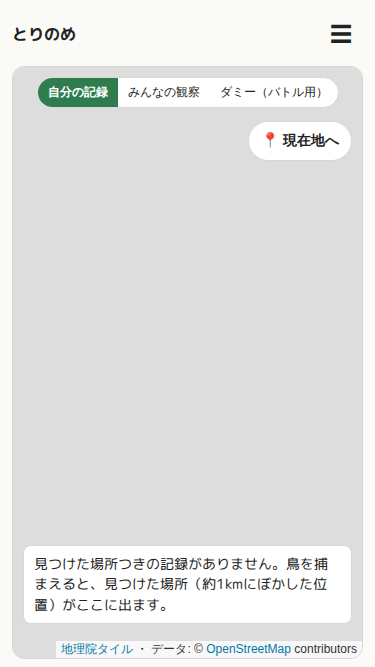 とりのめ
自分の記録 みんなの観察 ダミー（バトル用）
📍 現在地へ
見つけた場所つきの記録がありません。鳥を捕
まえると、見つけた場所（約1kmにぼかした位
置）がここに出ます。
地理院タイル ・ データ: © OpenStreetMap contributors